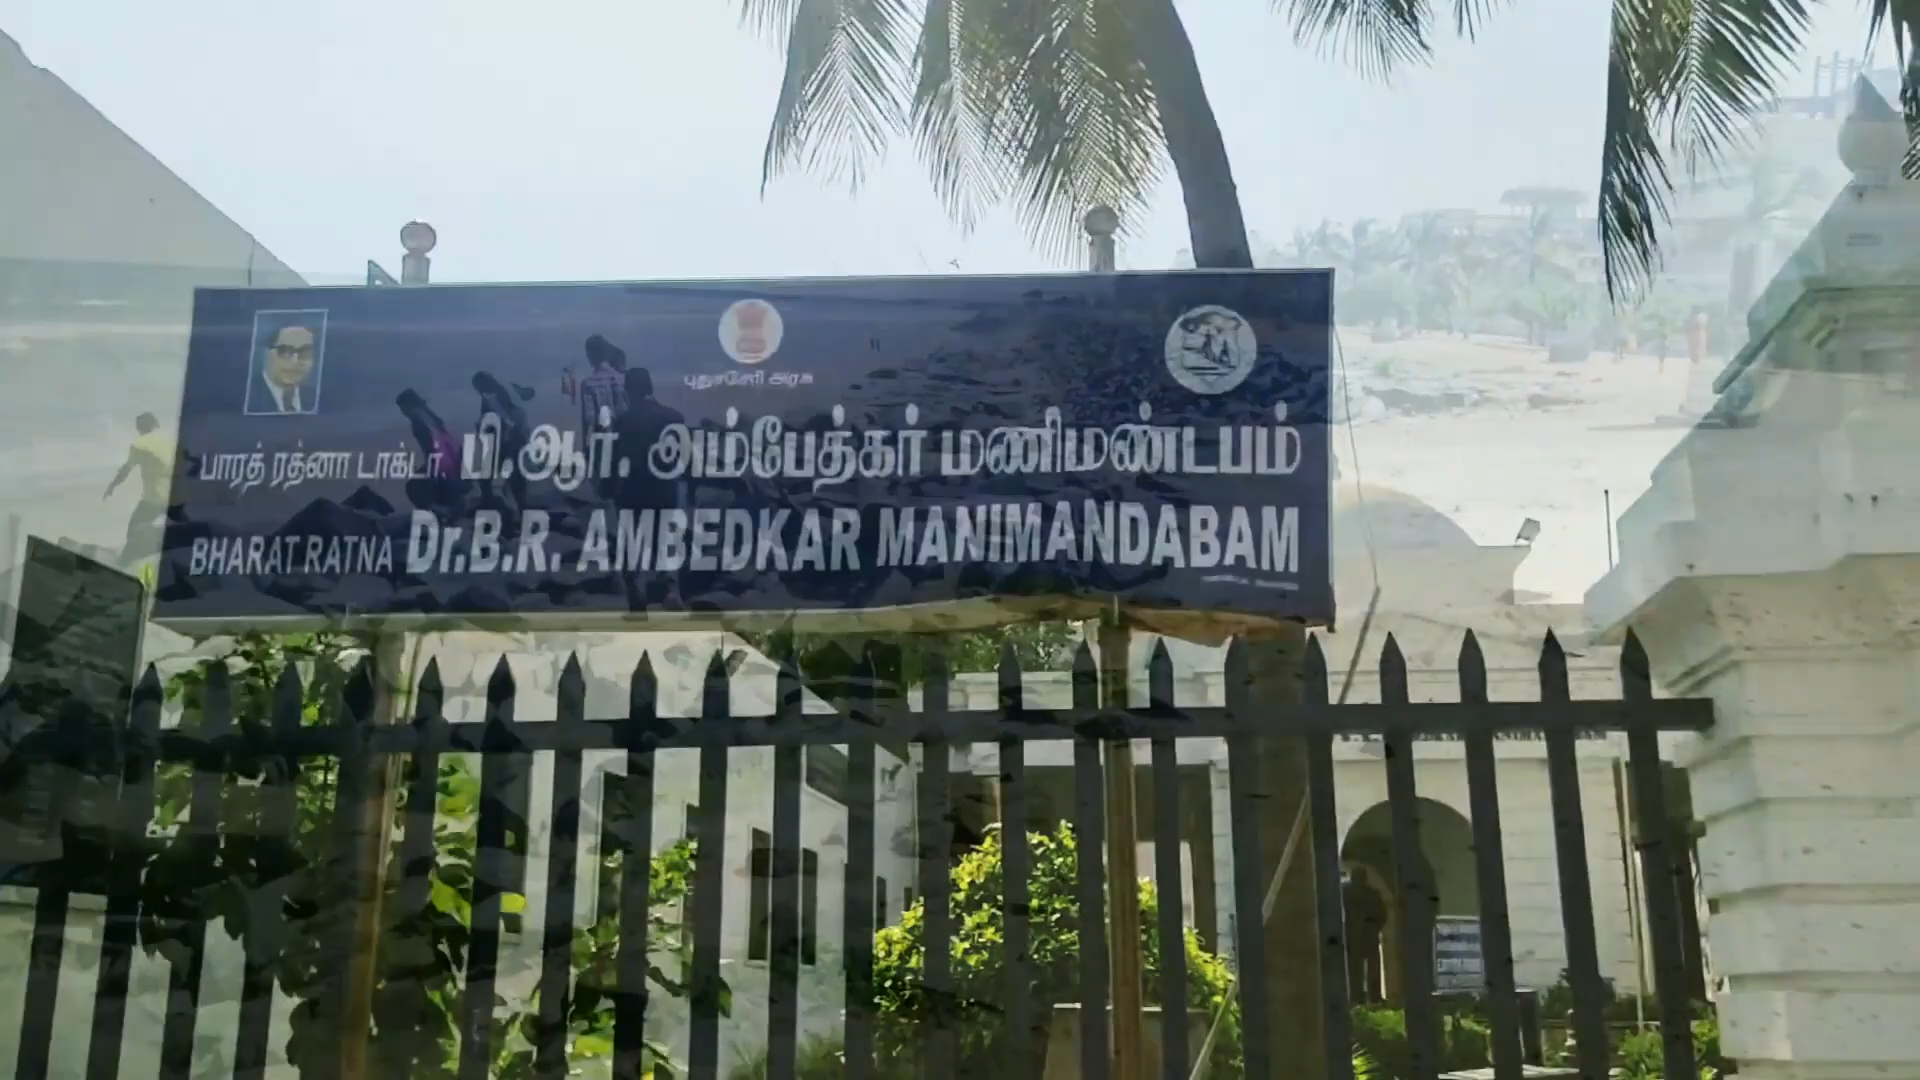 புதுச்சேரி அரசு
பாரத் ரத்னா டாக்டர். பி.ஆர். அம்பேத்கர் மணிமண்டபம்
BHARAT RATNA Dr.B.R. AMBEDKAR MANIMANDABAM